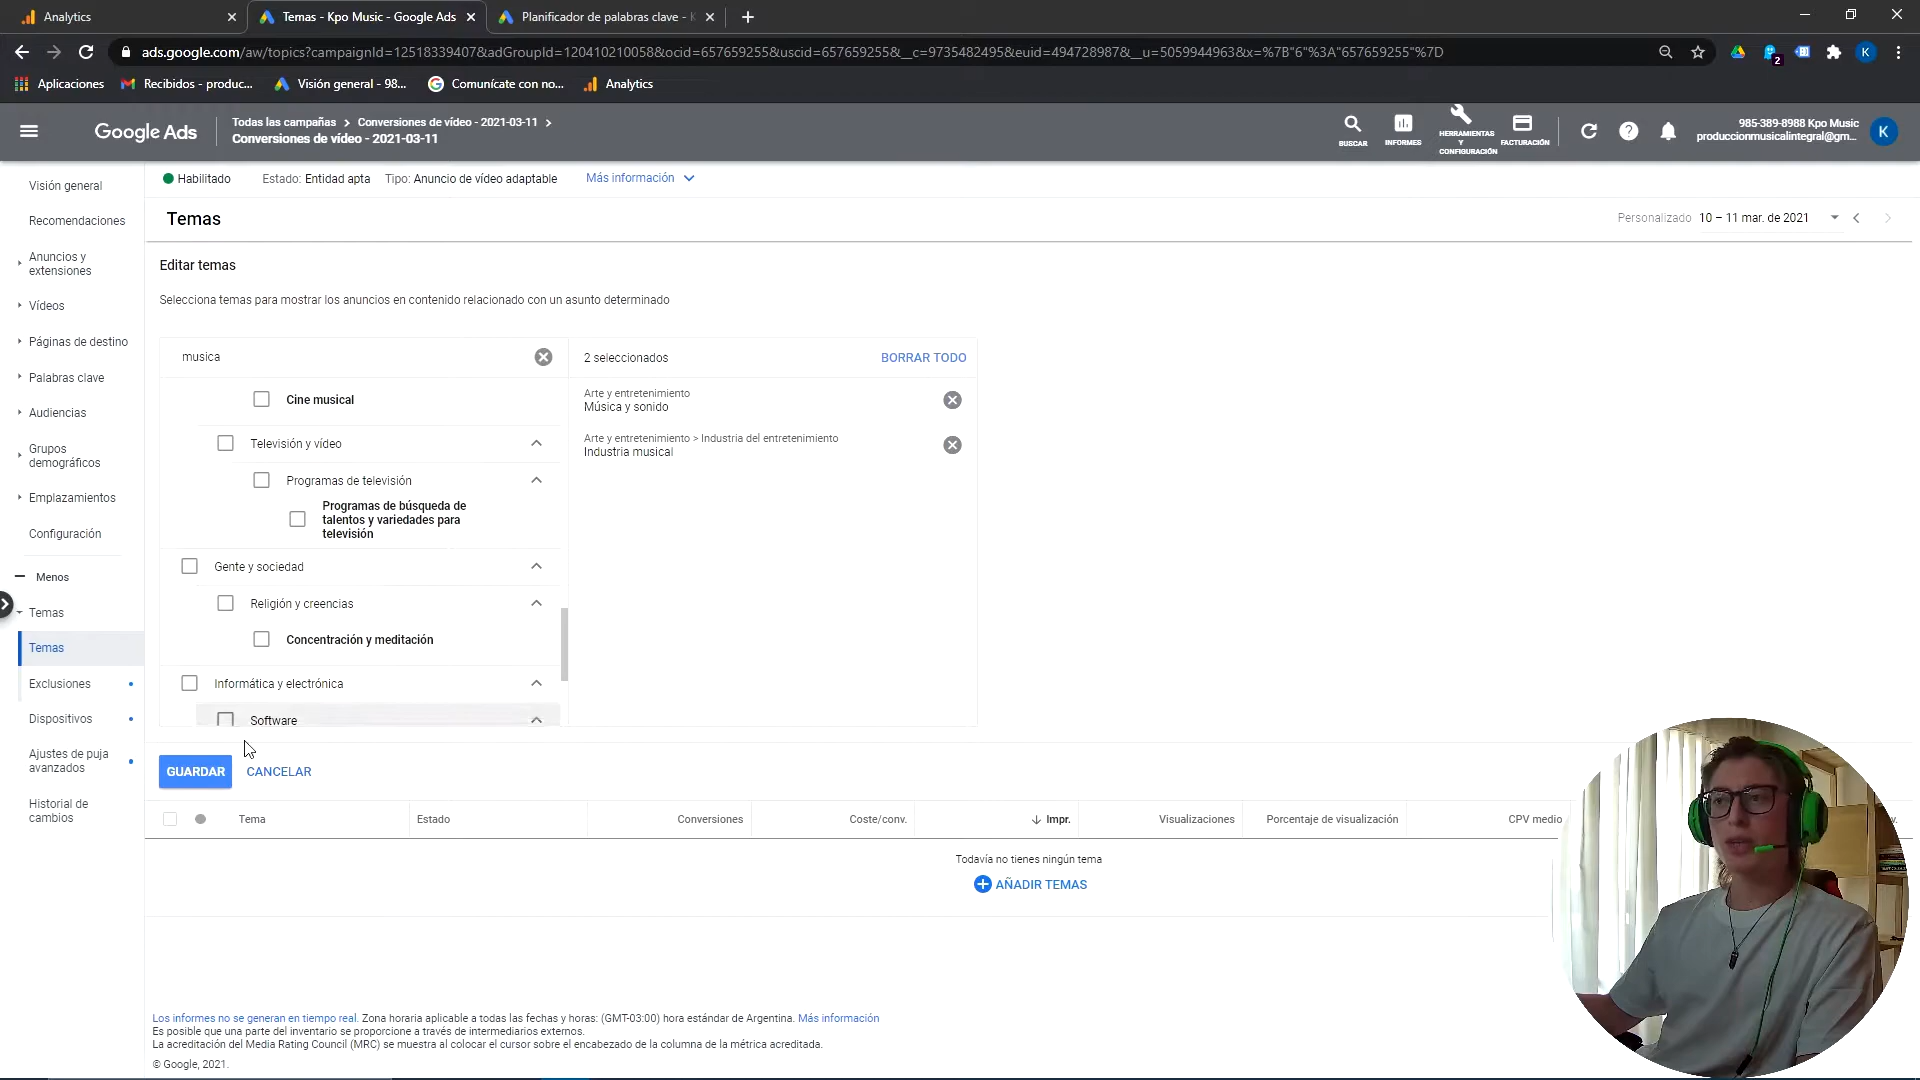 Analytics
Temas - Kpo Music - Google Ads
Planificador de palabras clave - K
ads.google.com/aw/topics?campaignId=12518339407&adGroupId=120410210058&ocid=657659255&uscid=657659255&__c=9735482495&euid=494728987&__u=5059944963&x=%7B"6"%3A"657659255"%7D
2
K
Aplicaciones
Recibidos - produc...
Visión general - 98...
Comunícate con no...
Analytics
Google Ads
Todas las campañas > Conversiones de vídeo - 2021-03-11 >
Conversiones de vídeo - 2021-03-11
BUSCAR
INFORMES
HERRAMIENTAS Y CONFIGURACIÓN
FACTURACIÓN
985-389-8988 Kpo Music
produccionmusicalintegral@gm...
K
Visión general
Recomendaciones
Anuncios y extensiones
Vídeos
Páginas de destino
Palabras clave
Audiencias
Grupos demográficos
Emplazamientos
Configuración
Menos
Temas
Temas
Exclusiones
Dispositivos
Ajustes de puja avanzados
Historial de cambios
Habilitado
Estado: Entidad apta
Tipo: Anuncio de vídeo adaptable
Más información
Temas
Personalizado 10 – 11 mar. de 2021
Editar temas
Selecciona temas para mostrar los anuncios en contenido relacionado con un asunto determinado
musica
Cine musical
Televisión y vídeo
Programas de televisión
Programas de búsqueda de
talentos y variedades para
televisión
Gente y sociedad
Religión y creencias
Concentración y meditación
Informática y electrónica
Software
2 seleccionados
BORRAR TODO
Arte y entretenimiento
Música y sonido
Arte y entretenimiento > Industria del entretenimiento
Industria musical
GUARDAR
CANCELAR
Tema
Estado
Conversiones
Coste/conv.
Impr.
Visualizaciones
Porcentaje de visualización
CPV medio
Todavía no tienes ningún tema
AÑADIR TEMAS
Los informes no se generan en tiempo real. Zona horaria aplicable a todas las fechas y horas: (GMT-03:00) hora estándar de Argentina. Más información
Es posible que una parte del inventario se proporcione a través de intermediarios externos.
La acreditación del Media Rating Council (MRC) se muestra al colocar el cursor sobre el encabezado de la columna de la métrica acreditada.
© Google, 2021.